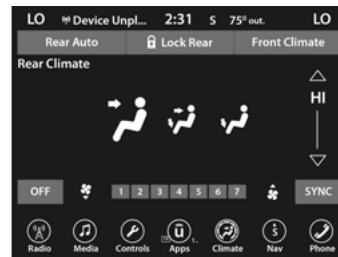 LO Device Unpl... 2:31 S 75º out. LO
Rear Auto Lock Rear Front Climate
Rear Climate
HI
OFF 1 2 3 4 5 6 7 SYNC
Radio Media Controls Apps Climate Nav Phone